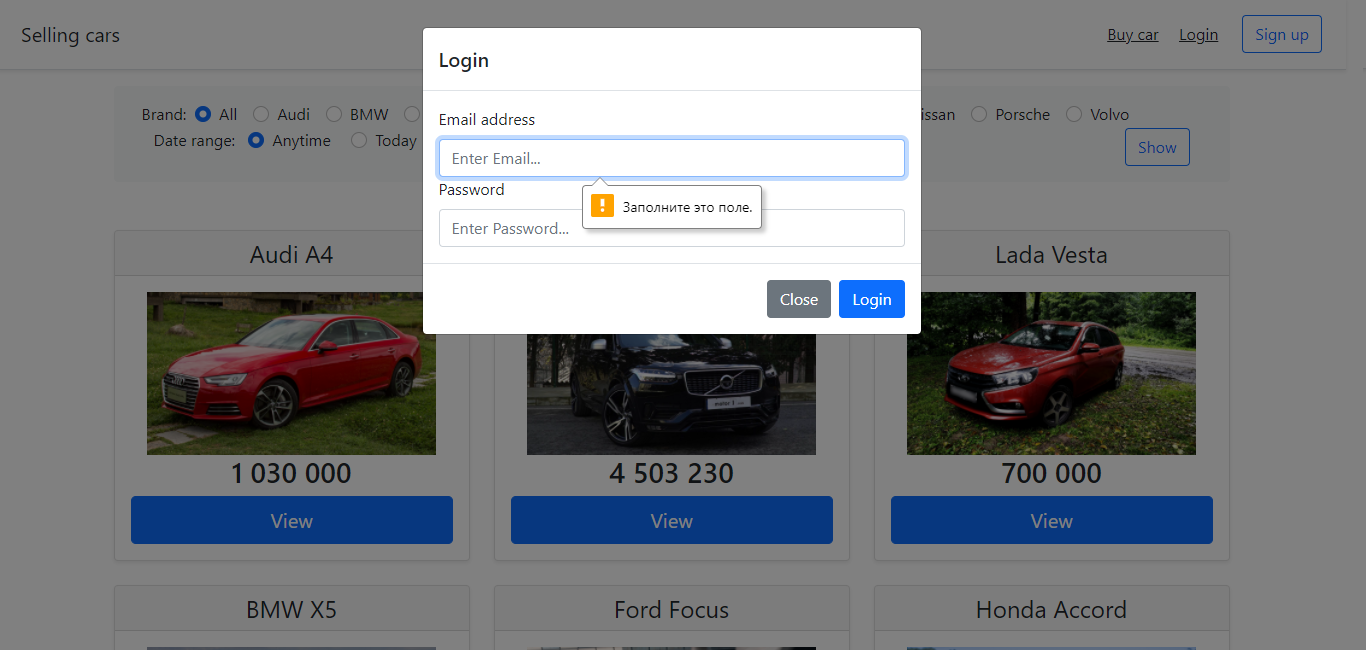 Selling cars
Buy car Login Sign up
Login
Email address
Enter Email...
Заполните это поле.
Password
Enter Password...
Close Login
Brand: All Audi BMW Porsche Volvo
Date range: Anytime Today
Show
Audi A4
Lada Vesta
1 030 000
4 503 230
700 000
View
View
View
BMW X5
Ford Focus
Honda Accord